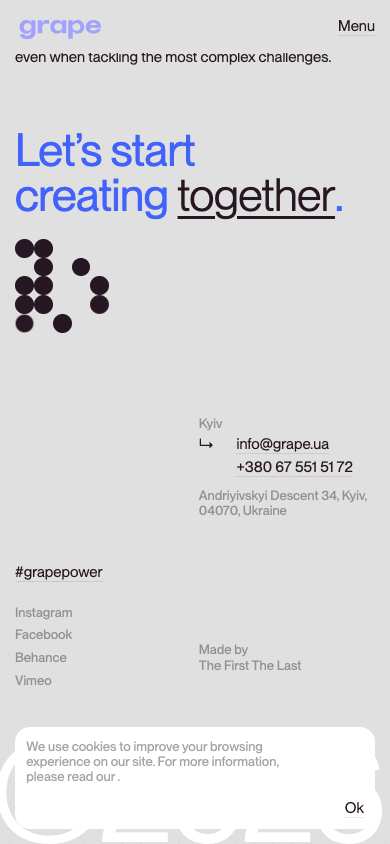 grape
Menu
even when tackling the most complex challenges.
Let's start
creating together.
Kyiv
info@grape.ua
+380 67 551 51 72
Andriyivskyi Descent 34, Kyiv,
04070, Ukraine
#grapepower
Instagram
Facebook
Behance
Vimeo
Made by
The First The Last
We use cookies to improve your browsing
experience on our site. For more information,
please read our .
Ok